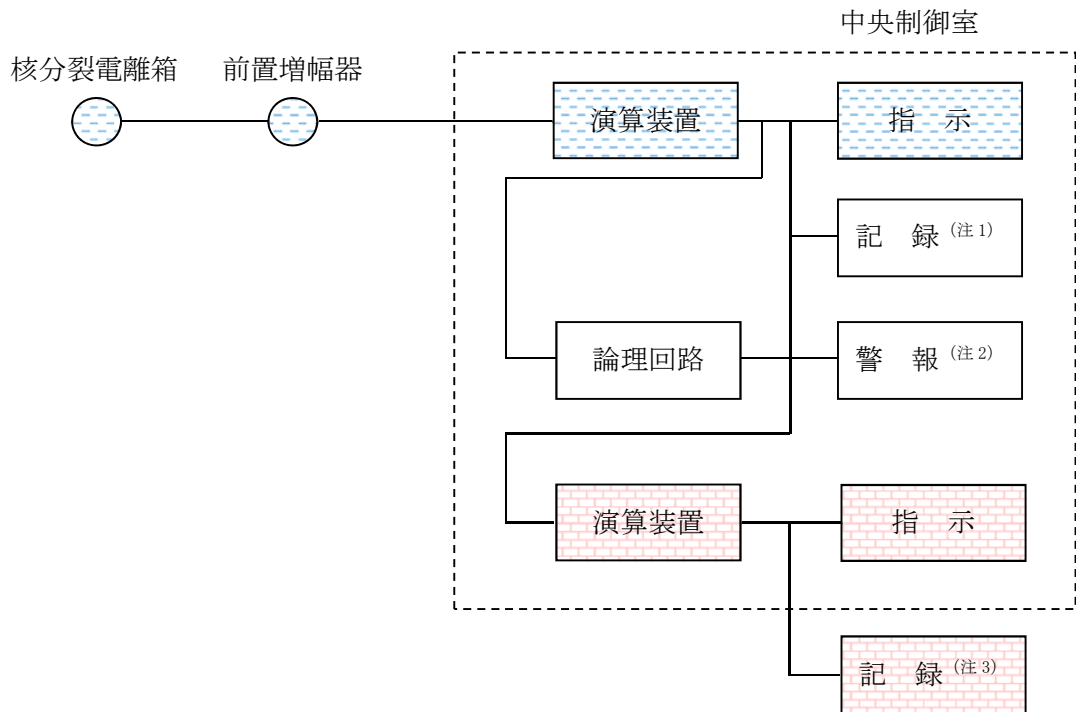 中央制御室
核分裂電離箱
前置増幅器
演算装置
指 示
記 録(注1)
論理回路
警 報(注2)
演算装置
指 示
記 録(注3)